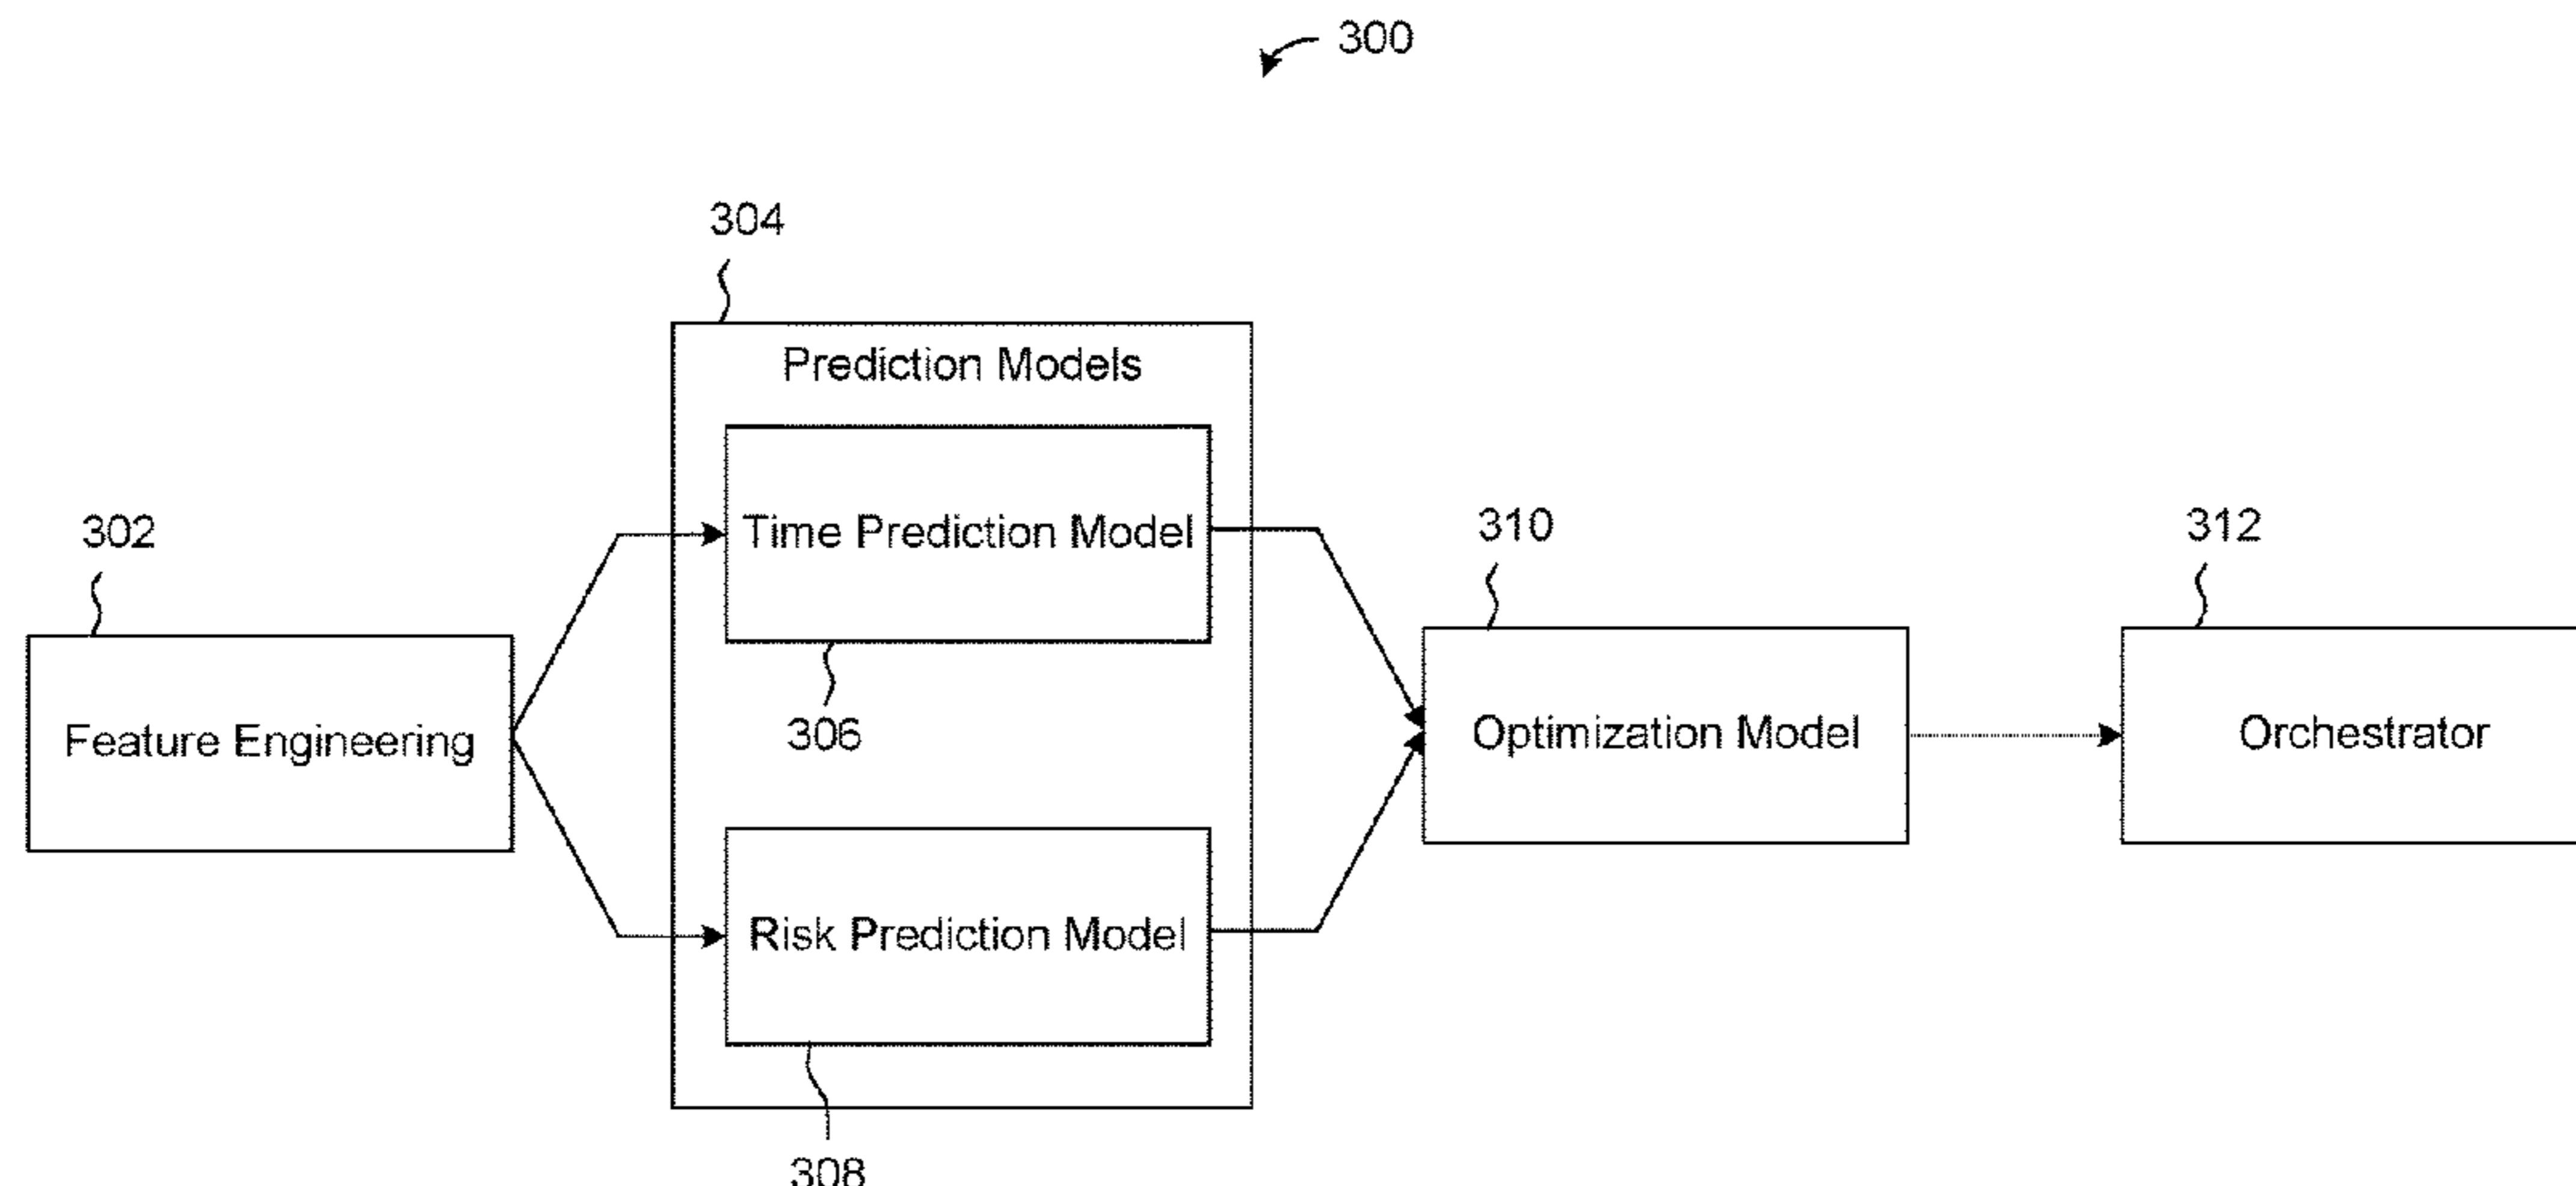 300
304
Prediction Models
302
Time Prediction Model
310
312
306
Feature Engineering
Optimization Model
Orchestrator
Risk Prediction Model
308